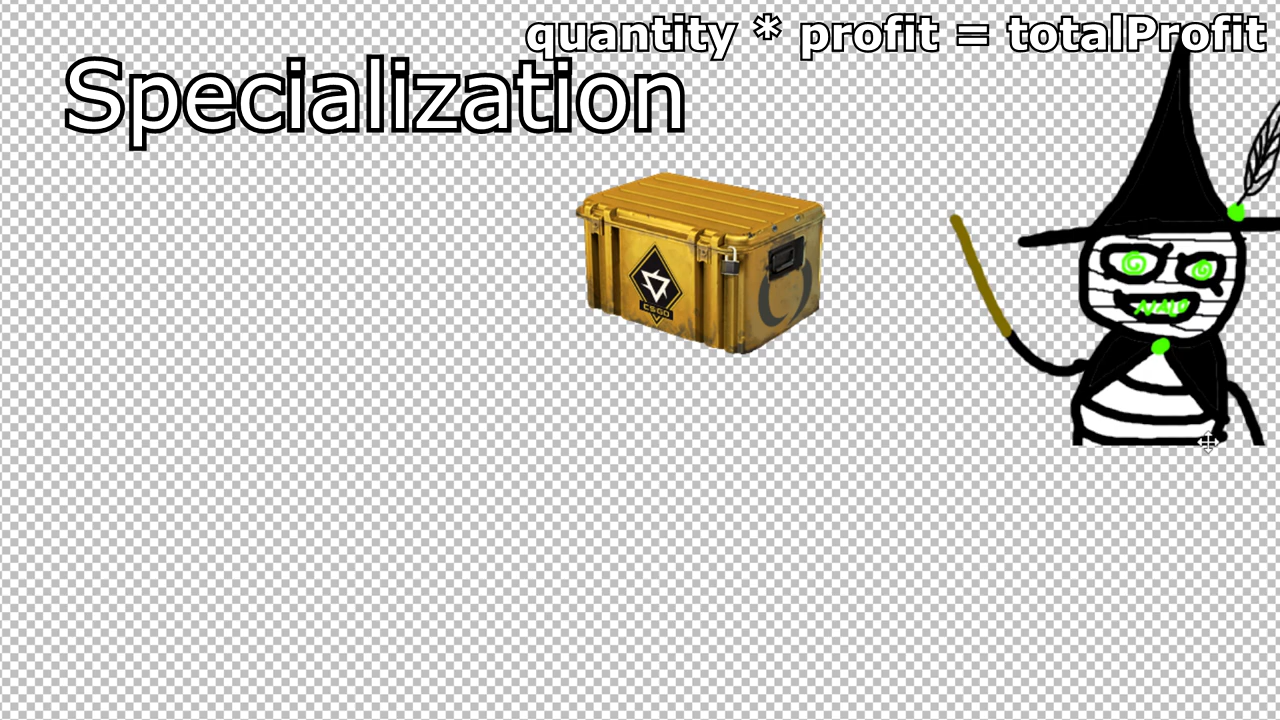 quantity * profit = totalProfit
Specialization
CS:GO